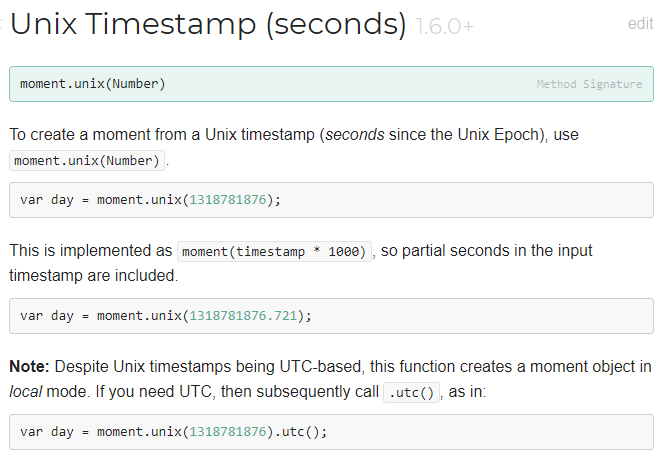 Unix Timestamp (seconds) 1.6.0+ edit
moment.unix(Number) Method Signature
To create a moment from a Unix timestamp (seconds since the Unix Epoch), use
moment.unix(Number).
var day = moment.unix(1318781876);
This is implemented as moment(timestamp * 1000), so partial seconds in the input
timestamp are included.
var day = moment.unix(1318781876.721);
Note: Despite Unix timestamps being UTC-based, this function creates a moment object in
local mode. If you need UTC, then subsequently call .utc(), as in:
var day = moment.unix(1318781876).utc();